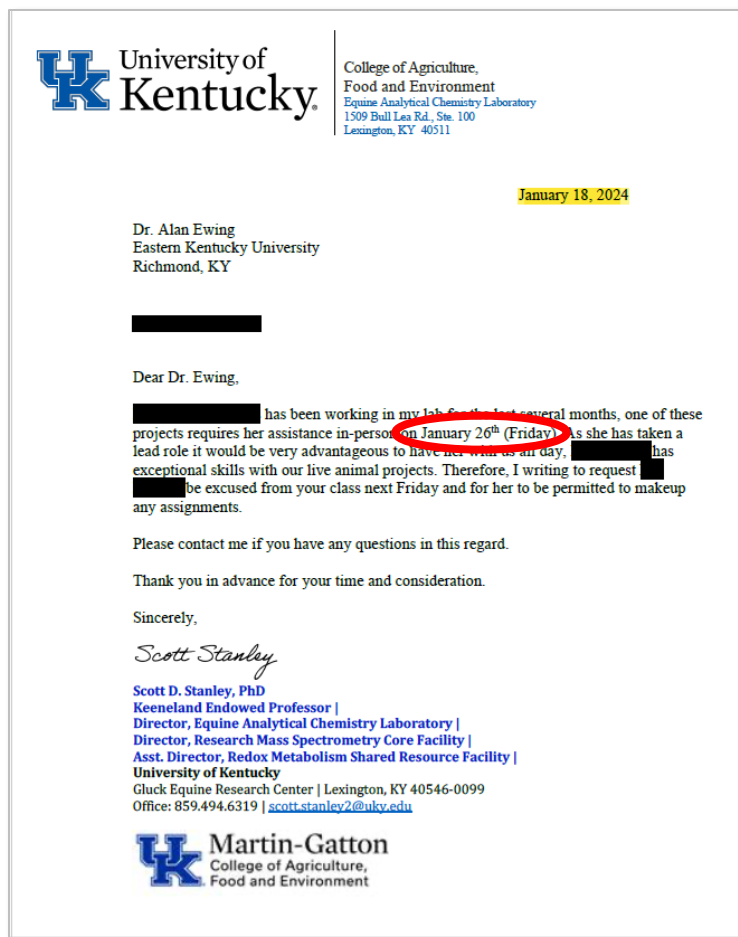 University of
Kentucky.
College of Agriculture,
Food and Environment
Equine Analytical Chemistry Laboratory
1509 Bull Lea Rd., Ste. 100
Lexington, KY 40511
January 18, 2024
Dr. Alan Ewing
Eastern Kentucky University
Richmond, KY
Dear Dr. Ewing,
has been working in my lab for the last several months, one of these
projects requires her assistance in-person on January 26th (Friday). As she has taken a
lead role it would be very advantageous to have her with us all day, has
exceptional skills with our live animal projects. Therefore, I writing to request
be excused from your class next Friday and for her to be permitted to makeup
any assignments.
Please contact me if you have any questions in this regard.
Thank you in advance for your time and consideration.
Sincerely,
Scott Stanley
Scott D. Stanley, PhD
Keeneland Endowed Professor |
Director, Equine Analytical Chemistry Laboratory |
Director, Research Mass Spectrometry Core Facility |
Asst. Director, Redox Metabolism Shared Resource Facility |
University of Kentucky
Gluck Equine Research Center | Lexington, KY 40546-0099
Office: 859.494.6319 | scott.stanley2@uky.edu
UK Martin-Gatton
College of Agriculture,
Food and Environment